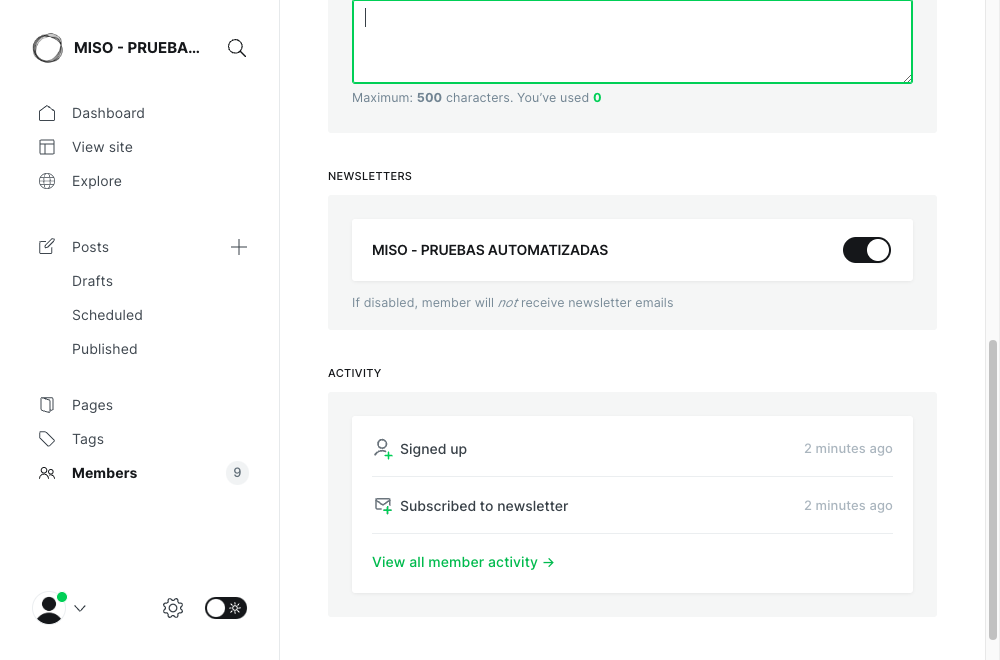 MISO - PRUEBA...
Dashboard
View site
Explore
Posts
Drafts
Scheduled
Published
Pages
Tags
Members
9
Maximum: 500 characters. You've used 0
NEWSLETTERS
MISO - PRUEBAS AUTOMATIZADAS
If disabled, member will not receive newsletter emails
ACTIVITY
Signed up 2 minutes ago
Subscribed to newsletter 2 minutes ago
View all member activity →